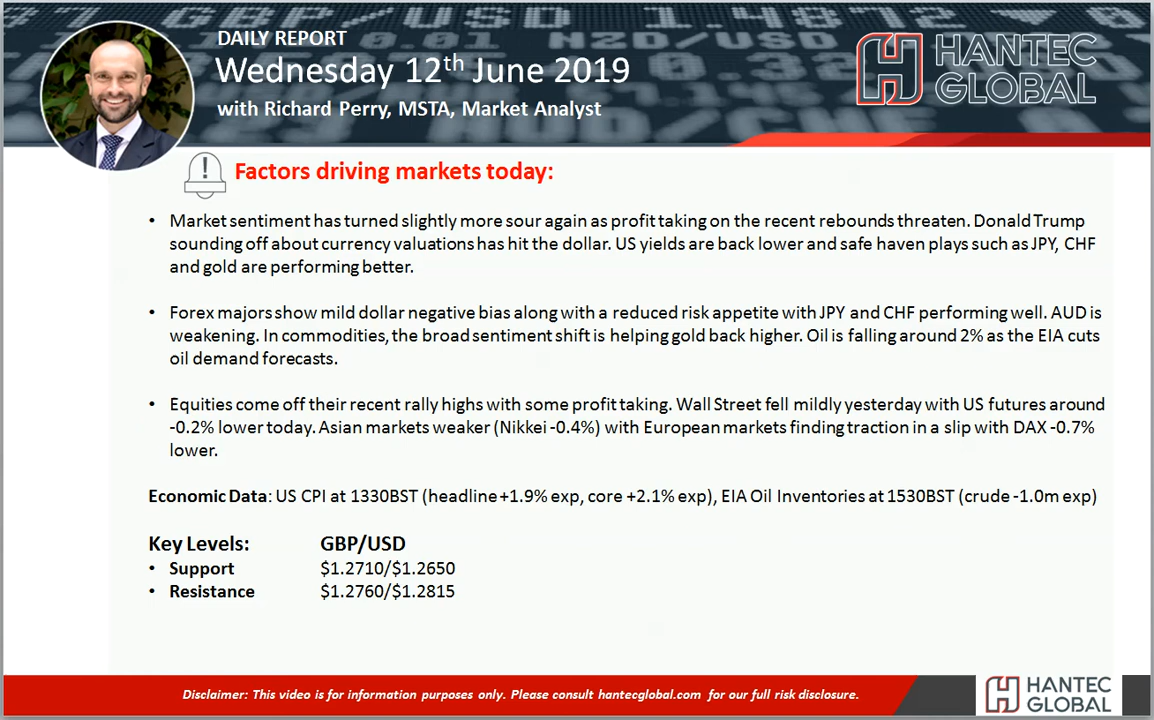 DAILY REPORT
Wednesday 12th June 2019
with Richard Perry, MSTA, Market Analyst
HANTEC
GLOBAL
GBP/USD 1.48
0.01 NZD/USD
AUD/CHF
Factors driving markets today:
• Market sentiment has turned slightly more sour again as profit taking on the recent rebounds threaten. Donald Trump
sounding off about currency valuations has hit the dollar. US yields are back lower and safe haven plays such as JPY, CHF
and gold are performing better.
• Forex majors show mild dollar negative bias along with a reduced risk appetite with JPY and CHF performing well. AUD is
weakening. In commodities, the broad sentiment shift is helping gold back higher. Oil is falling around 2% as the EIA cuts
oil demand forecasts.
• Equities come off their recent rally highs with some profit taking. Wall Street fell mildly yesterday with US futures around
-0.2% lower today. Asian markets weaker (Nikkei -0.4%) with European markets finding traction in a slip with DAX -0.7%
lower.
Economic Data: US CPI at 1330BST (headline +1.9% exp, core +2.1% exp), EIA Oil Inventories at 1530BST (crude -1.0m exp)
Key Levels: GBP/USD
• Support $1.2710/$1.2650
• Resistance $1.2760/$1.2815
Disclaimer: This video is for information purposes only. Please consult hantecglobal.com for our full risk disclosure.
HANTEC
GLOBAL